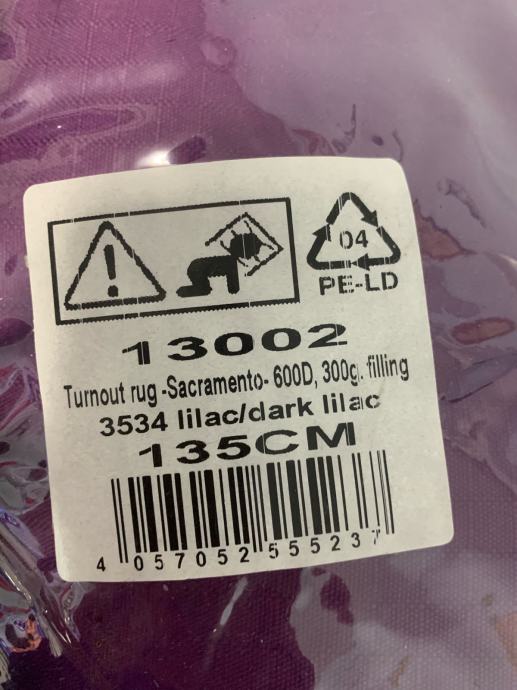 04
PE-LD
13002
Turnout rug -Sacramento- 600D, 300g. filling
3534 lilac/dark lilac
135CM
4 057052 555237